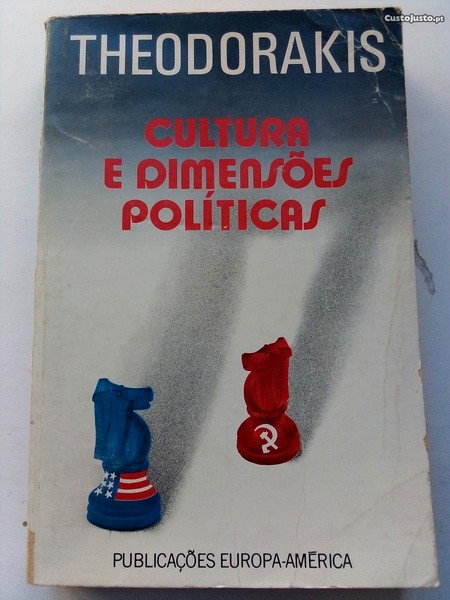 CustoJusto.pt
THEODORAKIS
CULTURA
E DIMENSÕES
POLÍTICAS
PUBLICAÇÕES EUROPA-AMÉRICA